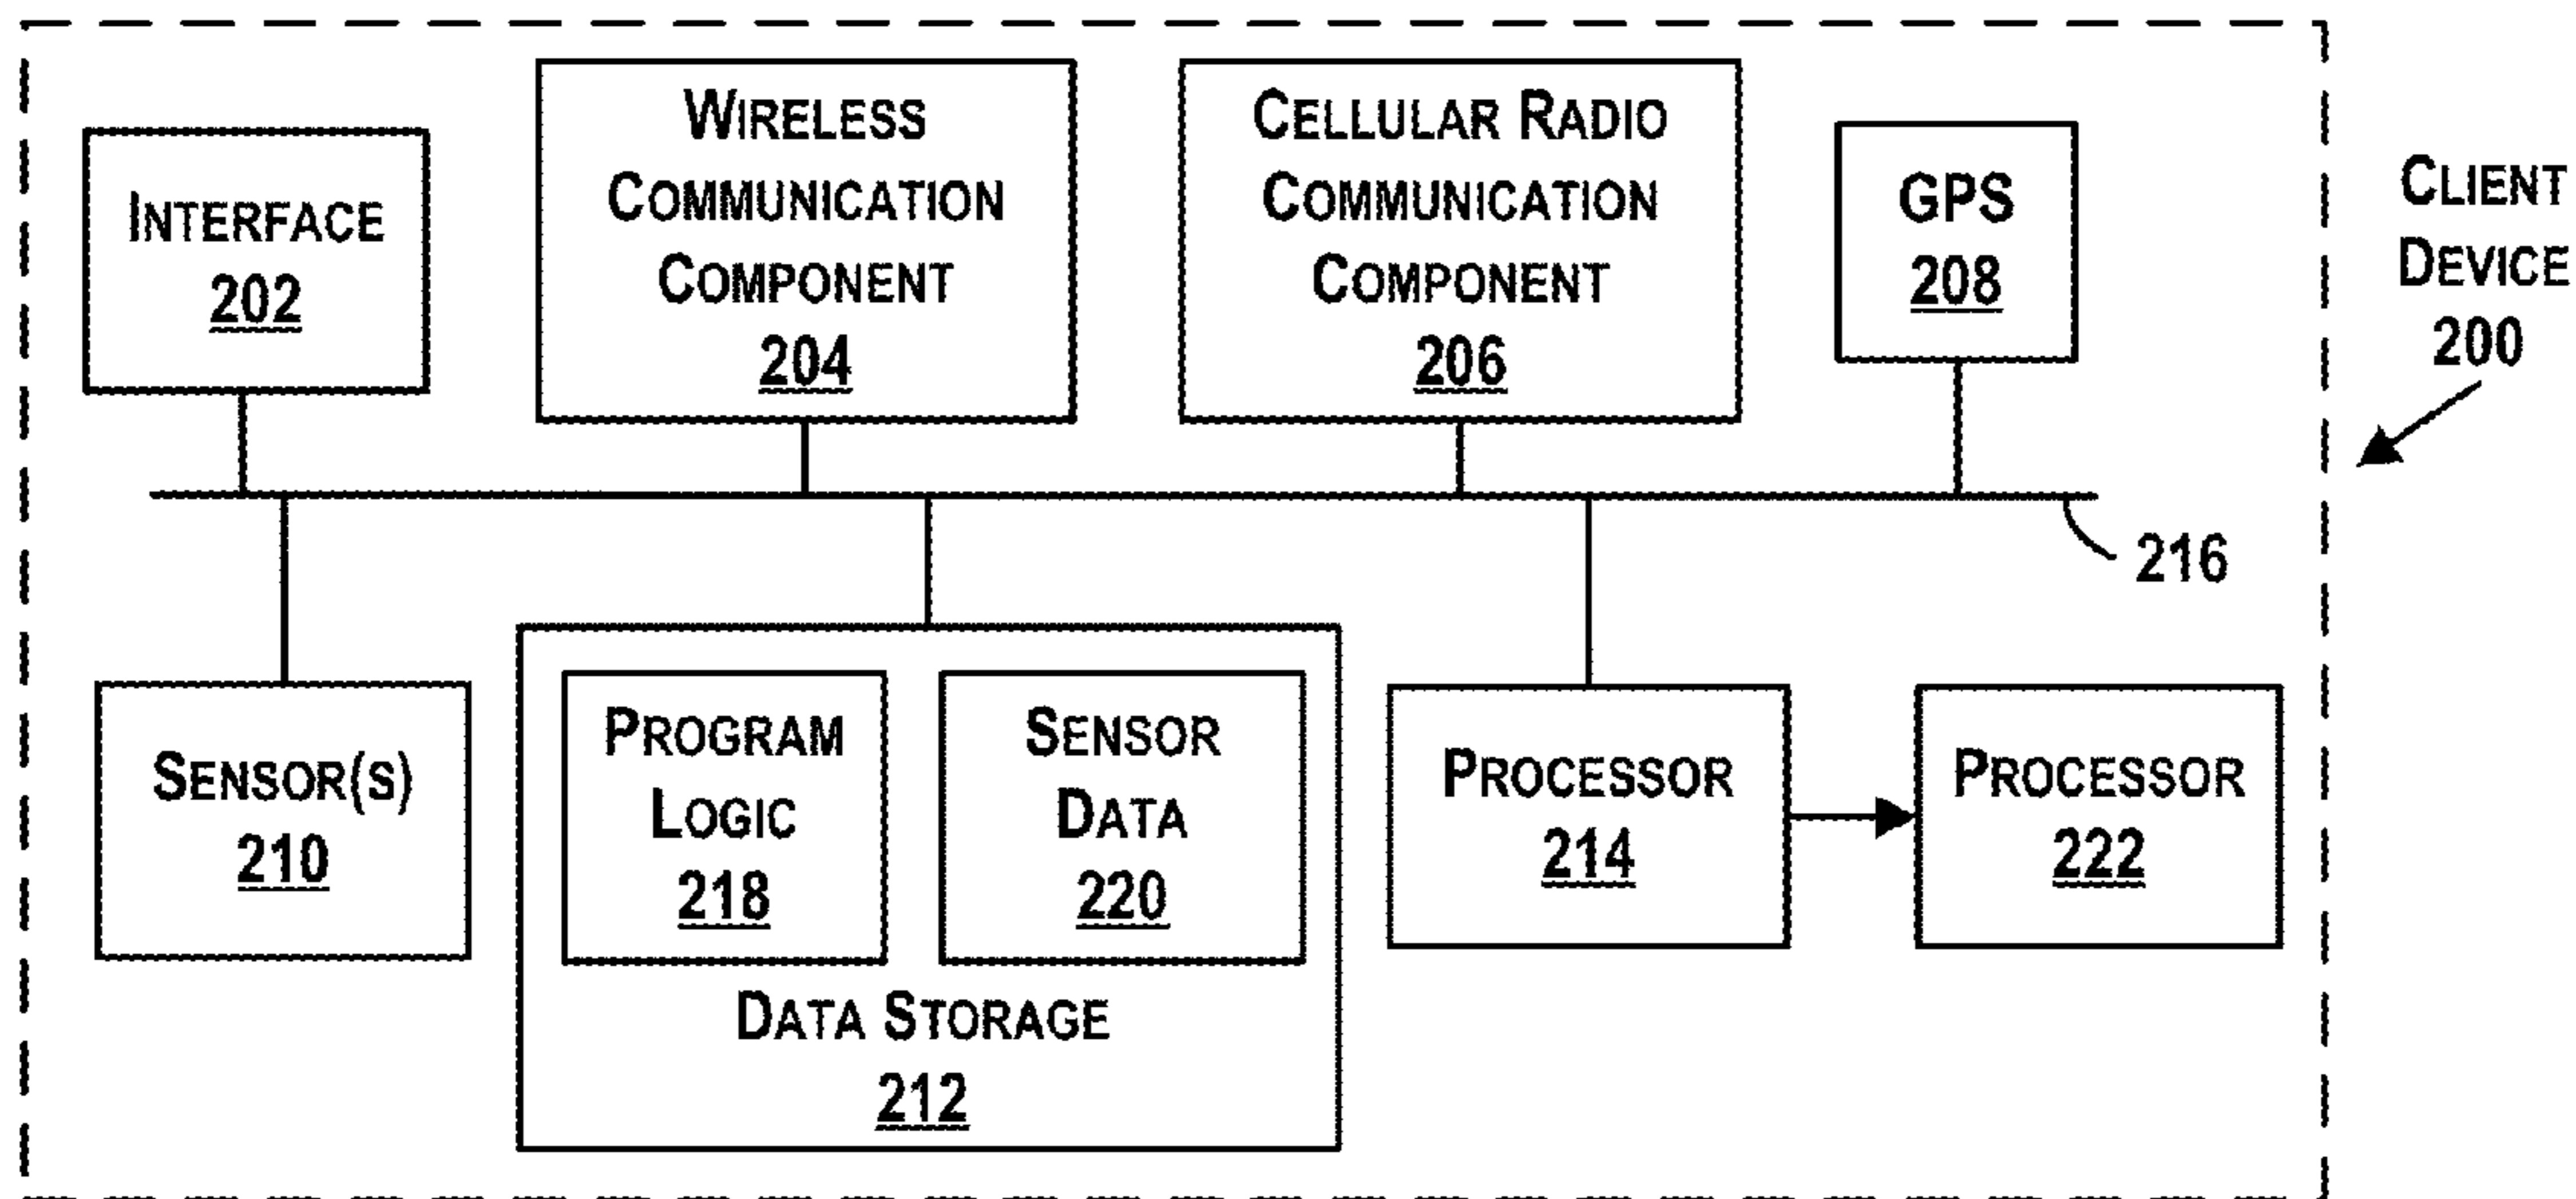 INTERFACE
202
WIRELESS
COMMUNICATION
COMPONENT
204
CELLULAR RADIO
COMMUNICATION
COMPONENT
206
GPS
208
CLIENT
DEVICE
200
216
SENSOR(S)
210
PROGRAM
LOGIC
218
SENSOR
DATA
220
DATA STORAGE
212
PROCESSOR
214
PROCESSOR
222